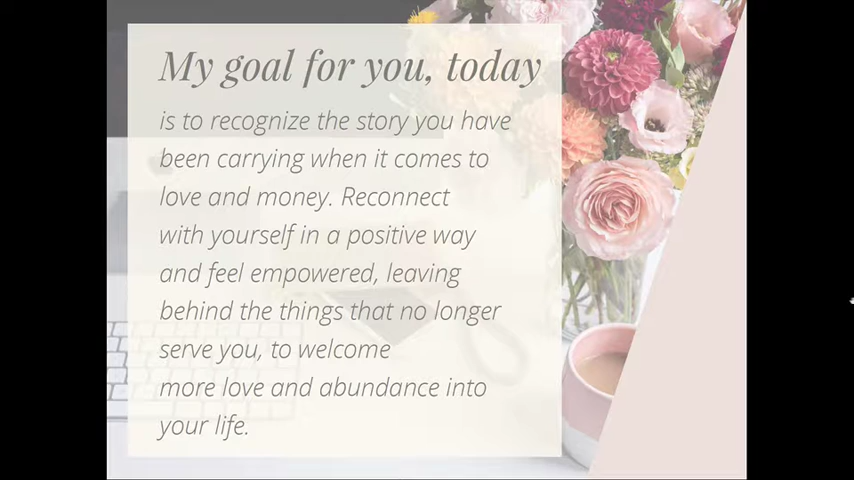 My goal for you, today
is to recognize the story you have
been carrying when it comes to
love and money. Reconnect
with yourself in a positive way
and feel empowered, leaving
behind the things that no longer
serve you, to welcome
more love and abundance into
your life.